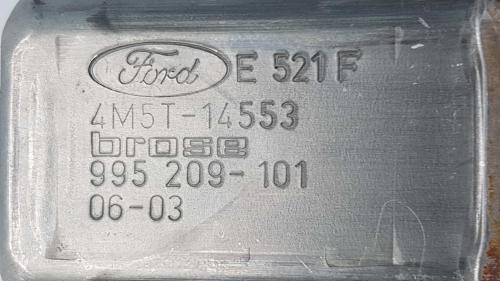 Ford E 521 F
4M5T-14553
brose
995 209-101
06-03